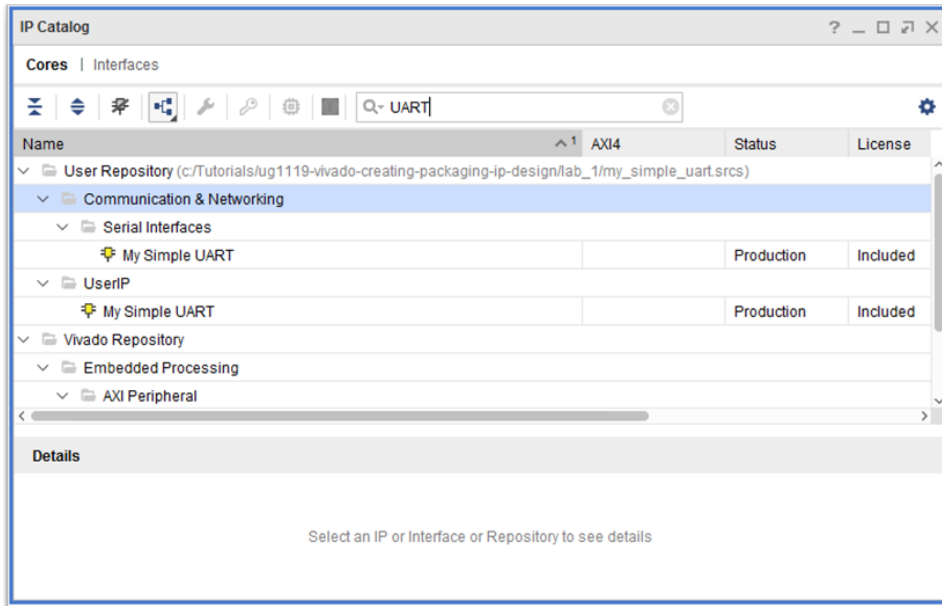 IP Catalog
Cores | Interfaces
UART
Name 1 AXI4 Status License
User Repository (c:/Tutorials/ug1119-vivado-creating-packaging-ip-design/lab_1/my_simple_uart.srcs)
Communication & Networking
Serial Interfaces
My Simple UART Production Included
UserIP
My Simple UART Production Included
Vivado Repository
Embedded Processing
AXI Peripheral
Details
Select an IP or Interface or Repository to see details